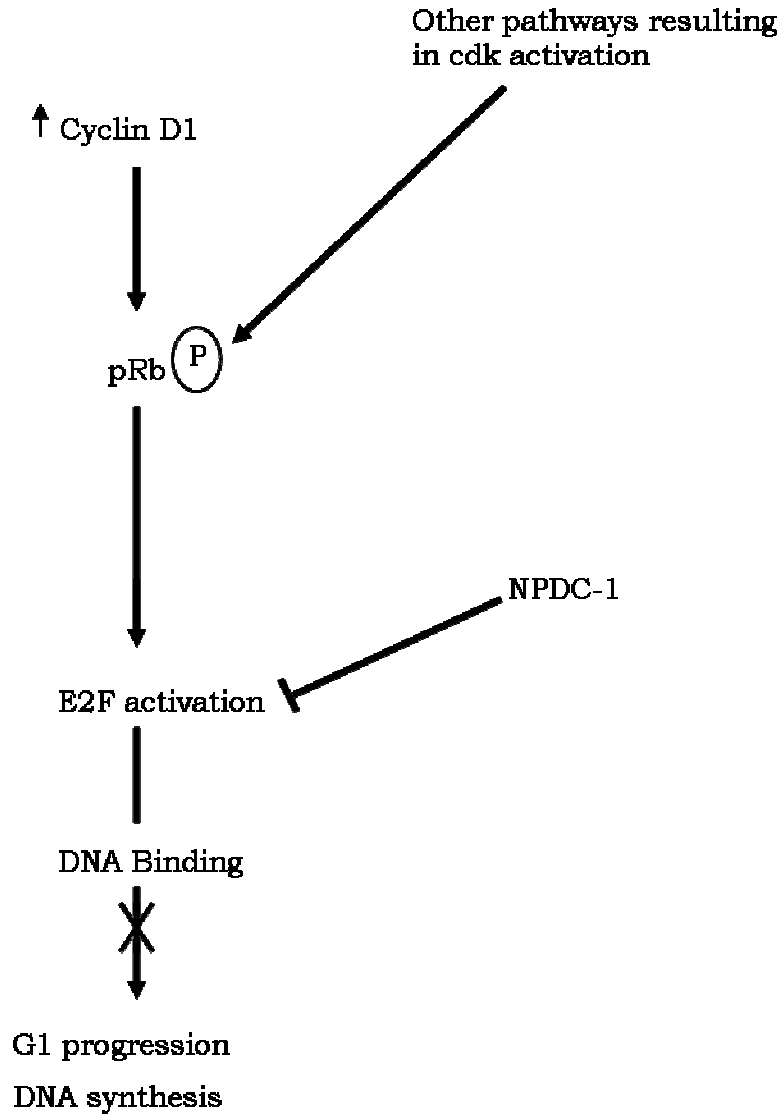 Other pathways resulting
in cdk activation
↑ Cyclin D1
pRb P
NPDC-1
E2F activation
DNA Binding
G1 progression
DNA synthesis